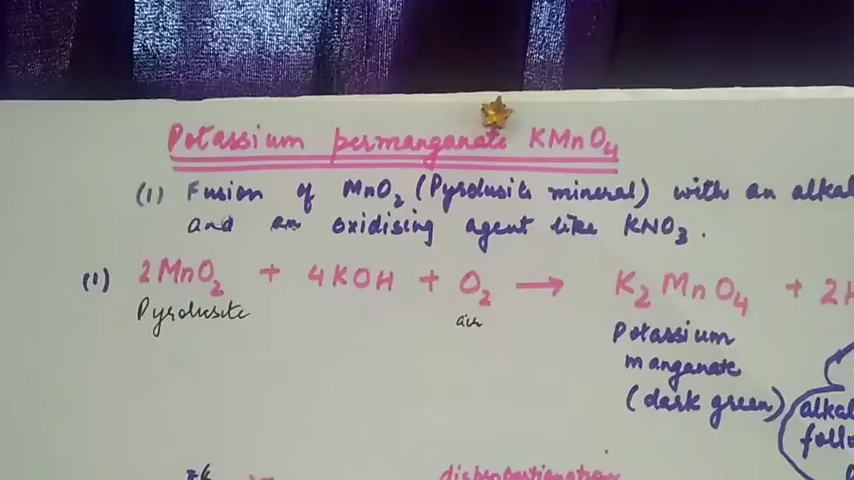 Potassium permanganate KMnO4
(1) Fusion of MnO2 (Pyrolusite mineral) with an alkal
and an oxidising agent like KNO3.
(1) 2MnO2 + 4KOH + O2 → K2MnO4 + 2H
Pyrolusite air Potassium
manganate
(dark green) alkal
follo
disproportionation